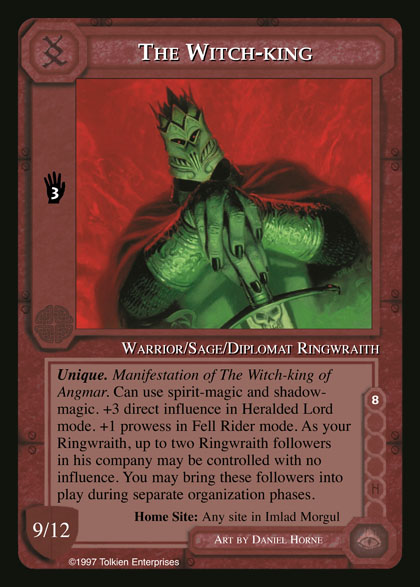 THE WITCH-KING
3
WARRIOR/SAGE/DIPLOMAT RINGWRAITH
Unique. Manifestation of The Witch-king of
Angmar. Can use spirit-magic and shadow-
magic. +3 direct influence in Heralded Lord
mode. +1 prowess in Fell Rider mode. As your
Ringwraith, up to two Ringwraith followers
in his company may be controlled with no
influence. You may bring these followers into
play during separate organization phases.
8
H
Home Site: Any site in Imlad Morgul
9/12
ART BY DANIEL HORNE
©1997 Tolkien Enterprises